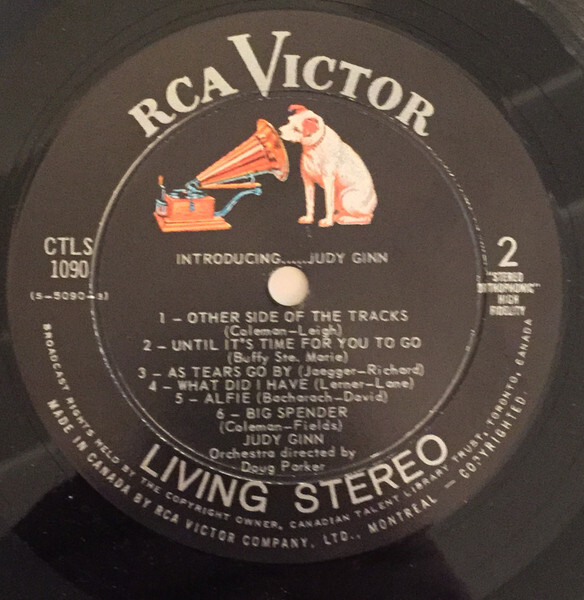 RCA VICTOR
INTRODUCING.....JUDY GINN
CTLS
1090
(S-5090-a)
2
"STEREO
ORTHOPHONIC"
HIGH
FIDELITY
1 - OTHER SIDE OF THE TRACKS
(Coleman-Leigh)
2 - UNTIL IT'S TIME FOR YOU TO GO
(Buffy Ste. Marie)
3 - AS TEARS GO BY (Jaegger-Richard)
4 - WHAT DID I HAVE (Lerner-Lane)
5 - ALFIE (Bacharach-David)
6 - BIG SPENDER
(Coleman-Fields)
JUDY GINN
Orchestra directed by
Doug Parker
LIVING STEREO
BROADCAST RIGHTS HELD BY THE COPYRIGHT OWNER, CANADIAN TALENT LIBRARY TRUST, TORONTO, CANADA
MADE IN CANADA BY RCA VICTOR COMPANY, LTD., MONTREAL - COPYRIGHTED.